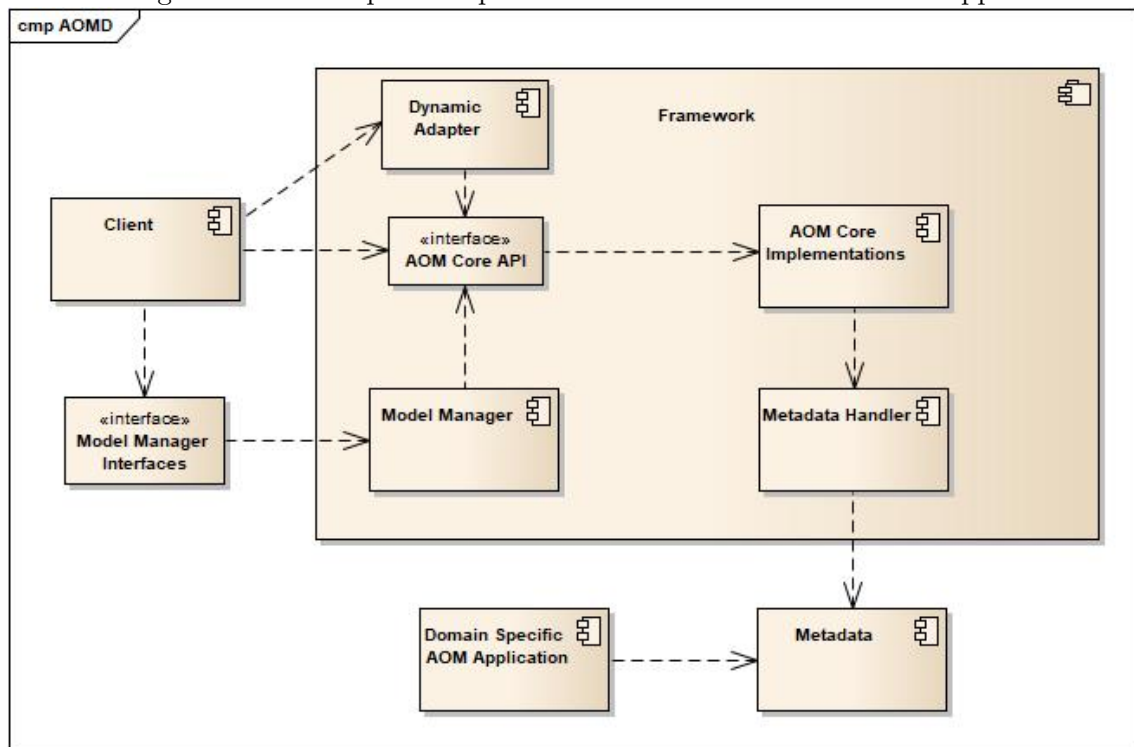 cmp AOMD
Dynamic
Adapter
Framework
Client
«interface»
AOM Core API
AOM Core
Implementations
«interface»
Model Manager
Interfaces
Model Manager
Metadata Handler
Domain Specific
AOM Application
Metadata